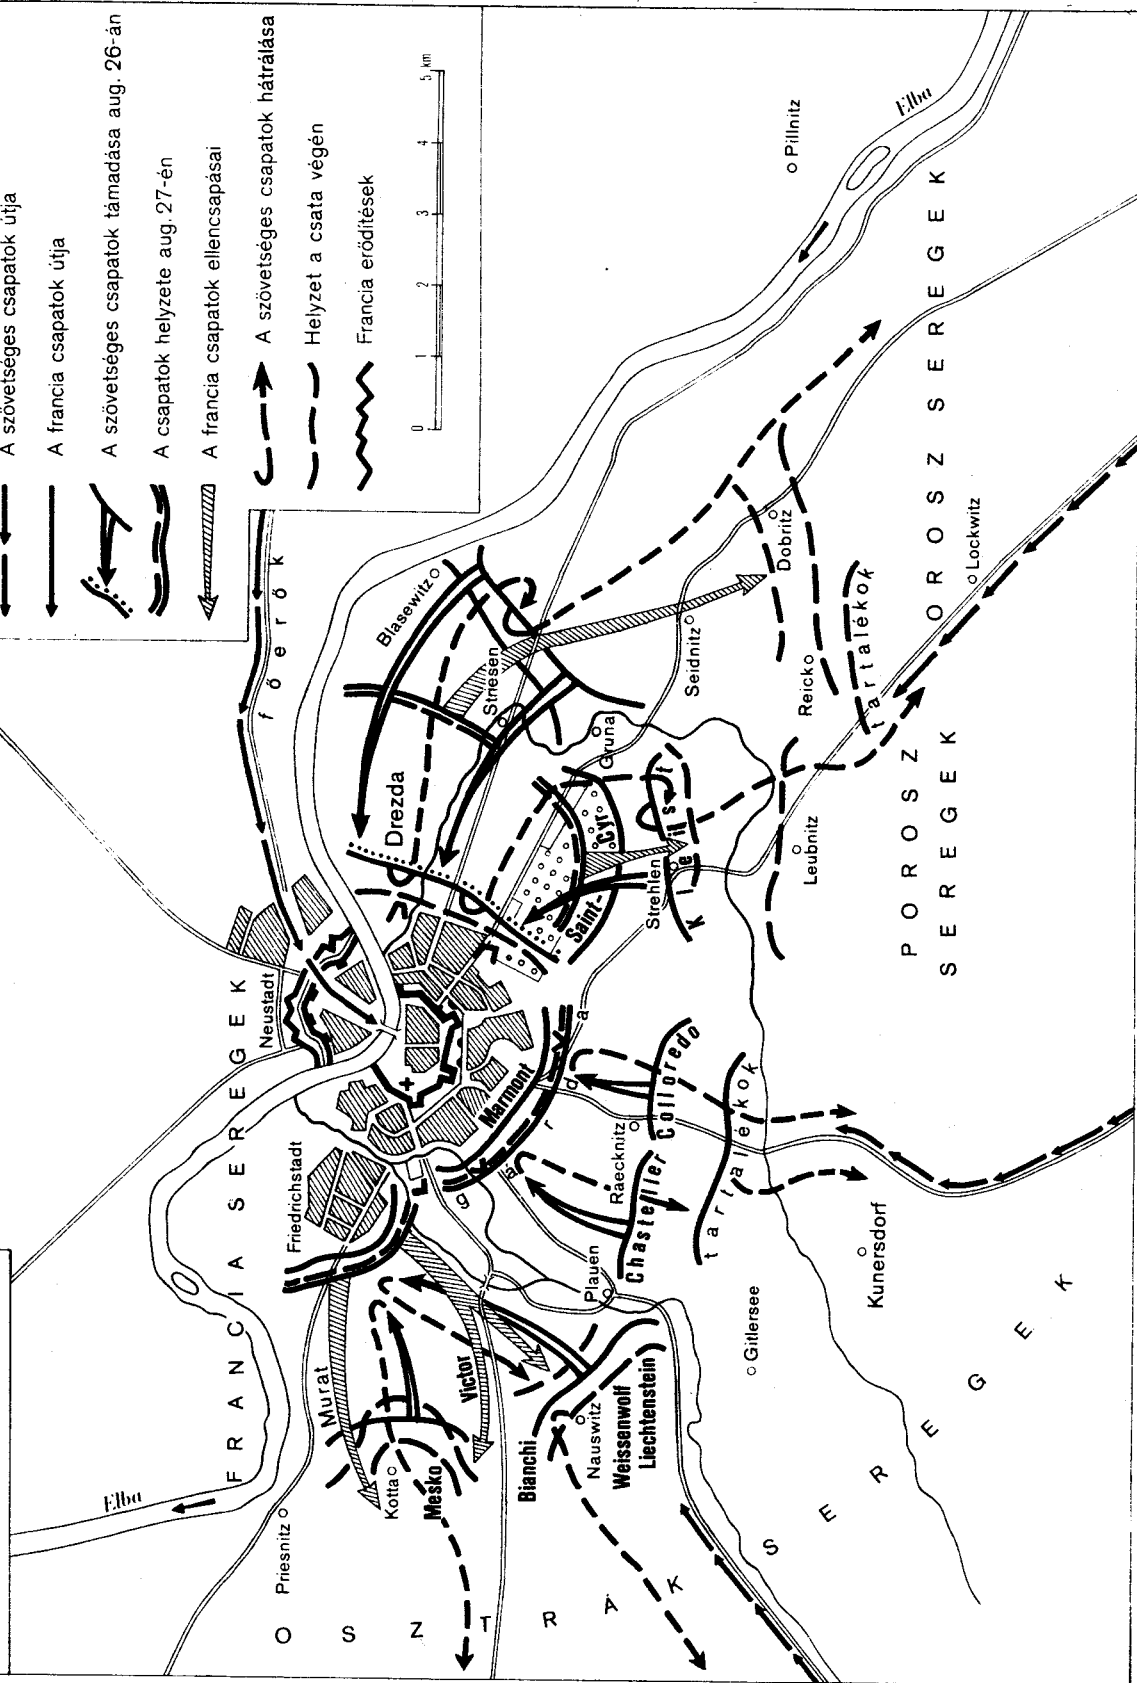 A szövetséges csapatok útja
A francia csapatok útja
A szövetséges csapatok támadása aug. 26-án
A csapatok helyzete aug. 27-én
A francia csapatok ellencsapásai
A szövetséges csapatok hátrálása
Helyzet a csata végén
Francia erődítések
0 1 2 3 4 5 km
FRANCIA SEREGEK
főerők
Elba
Elba
Priesnitz
Friedrichstadt
Neustadt
Drezda
Blasewitz
Striesen
Pillnitz
Murat
Kotta
Mesko
Victor
Bianchi
Nauswitz
Weissenwolf
Liechtenstein
Plauen
Marmont
gárda
Saint-Cyr
Gruna
Seidnitz
Dobritz
Strehlen
Kleist
Raecknitz
Chasteller
Colloredo
tartalékok
Leubnitz
Reicko
tartalékok
Lockwitz
Gitlersee
Kunersdorf
OSZTRÁK SEREGEK
POROSZ
SEREGEK
OROSZ SEREGEK